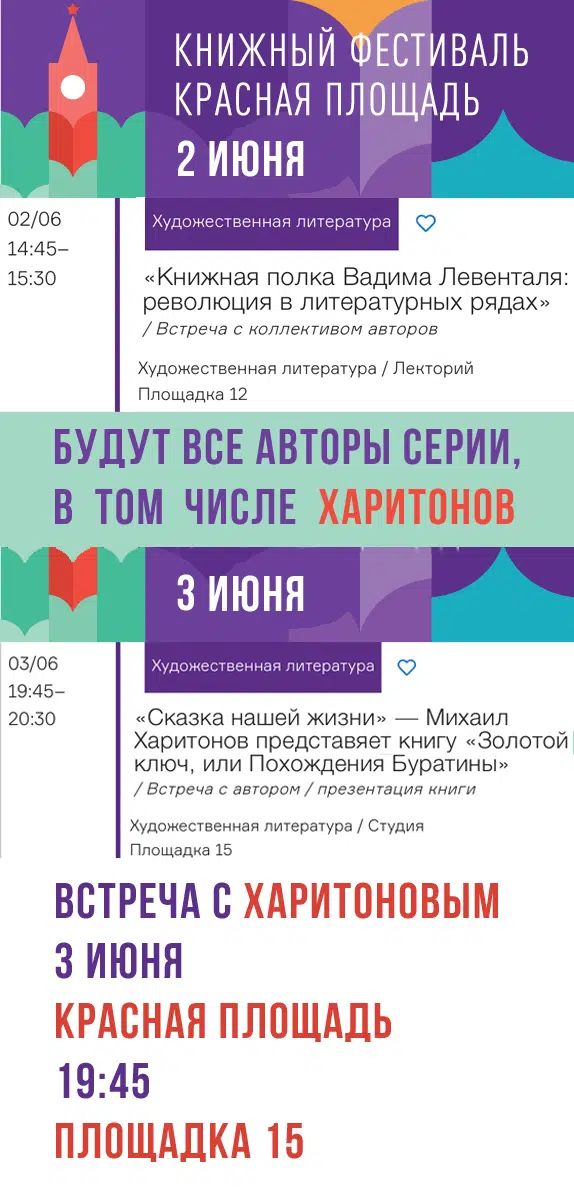 КНИЖНЫЙ ФЕСТИВАЛЬ
КРАСНАЯ ПЛОЩАДЬ
2 ИЮНЯ
02/06
14:45–
15:30
Художественная литература
«Книжная полка Вадима Левенталя:
революция в литературных рядах»
/ Встреча с коллективом авторов
Художественная литература / Лекторий
Площадка 12
БУДУТ ВСЕ АВТОРЫ СЕРИИ,
В ТОМ ЧИСЛЕ ХАРИТОНОВ
3 ИЮНЯ
03/06
19:45–
20:30
Художественная литература
«Сказка нашей жизни» — Михаил
Харитонов представяет книгу «Золотой
ключ, или Похождения Буратины»
/ Встреча с автором / презентация книги
Художественная литература / Студия
Площадка 15
ВСТРЕЧА С ХАРИТОНОВЫМ
3 ИЮНЯ
КРАСНАЯ ПЛОЩАДЬ
19:45
ПЛОЩАДКА 15